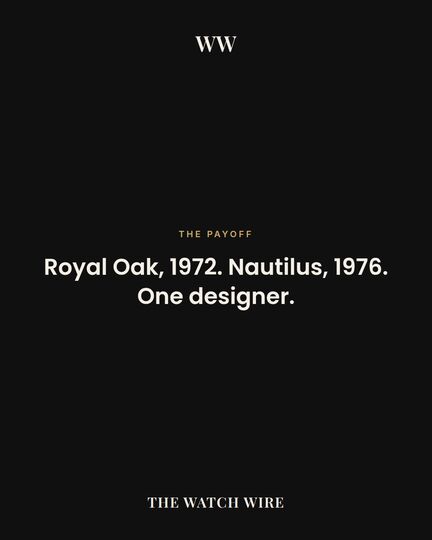 WW
THE PAYOFF
Royal Oak, 1972. Nautilus, 1976.
One designer.
THE WATCH WIRE